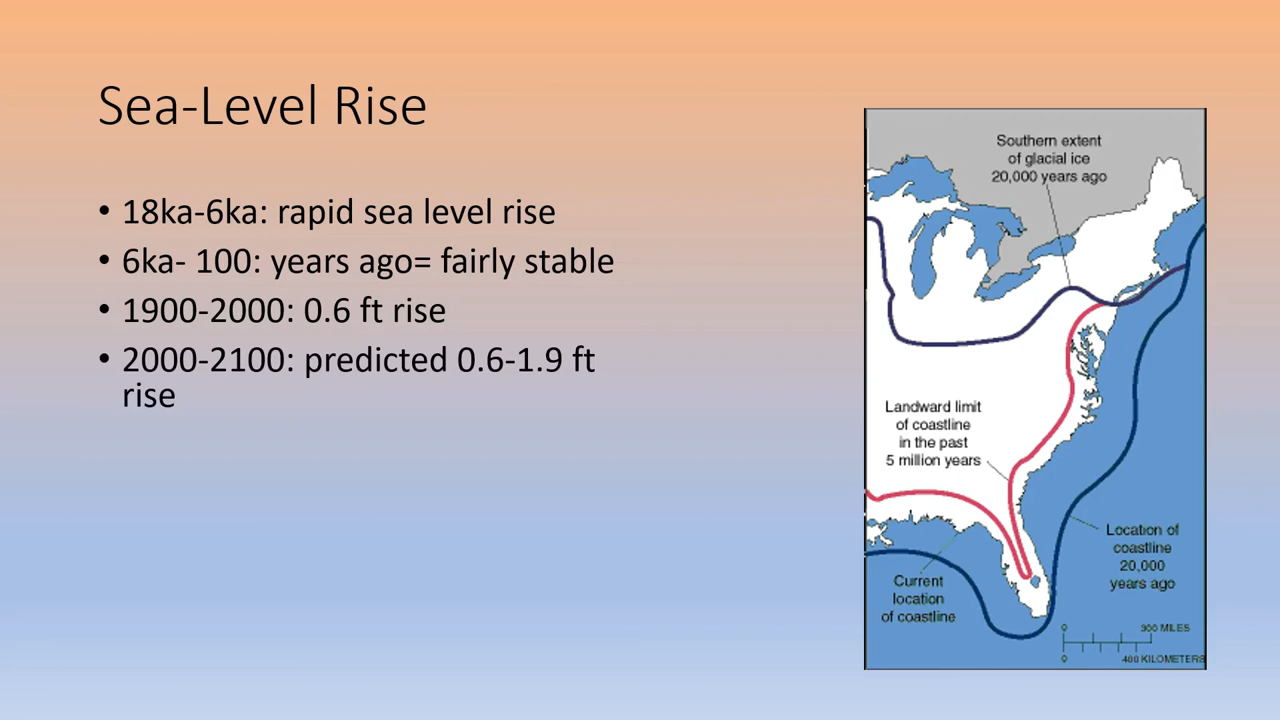 Sea-Level Rise
• 18ka-6ka: rapid sea level rise
• 6ka- 100: years ago= fairly stable
• 1900-2000: 0.6 ft rise
• 2000-2100: predicted 0.6-1.9 ft
rise
Southern extent
of glacial ice
20,000 years ago
Landward limit
of coastline
in the past
5 million years
Location of
coastline
20,000
years ago
Current
location
of coastline
0 300 MILES
0 400 KILOMETERS